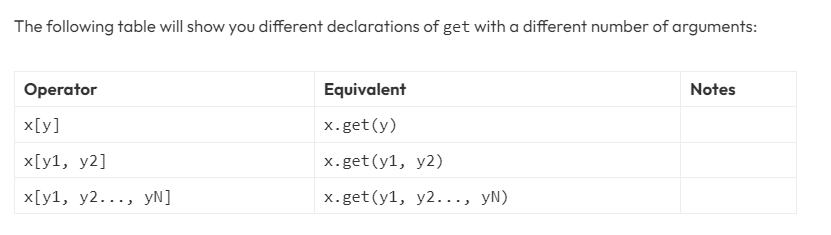 The following table will show you different declarations of get with a different number of arguments:
Operator Equivalent Notes
x[y] x.get(y)
x[y1, y2] x.get(y1, y2)
x[y1, y2..., yN] x.get(y1, y2..., yN)